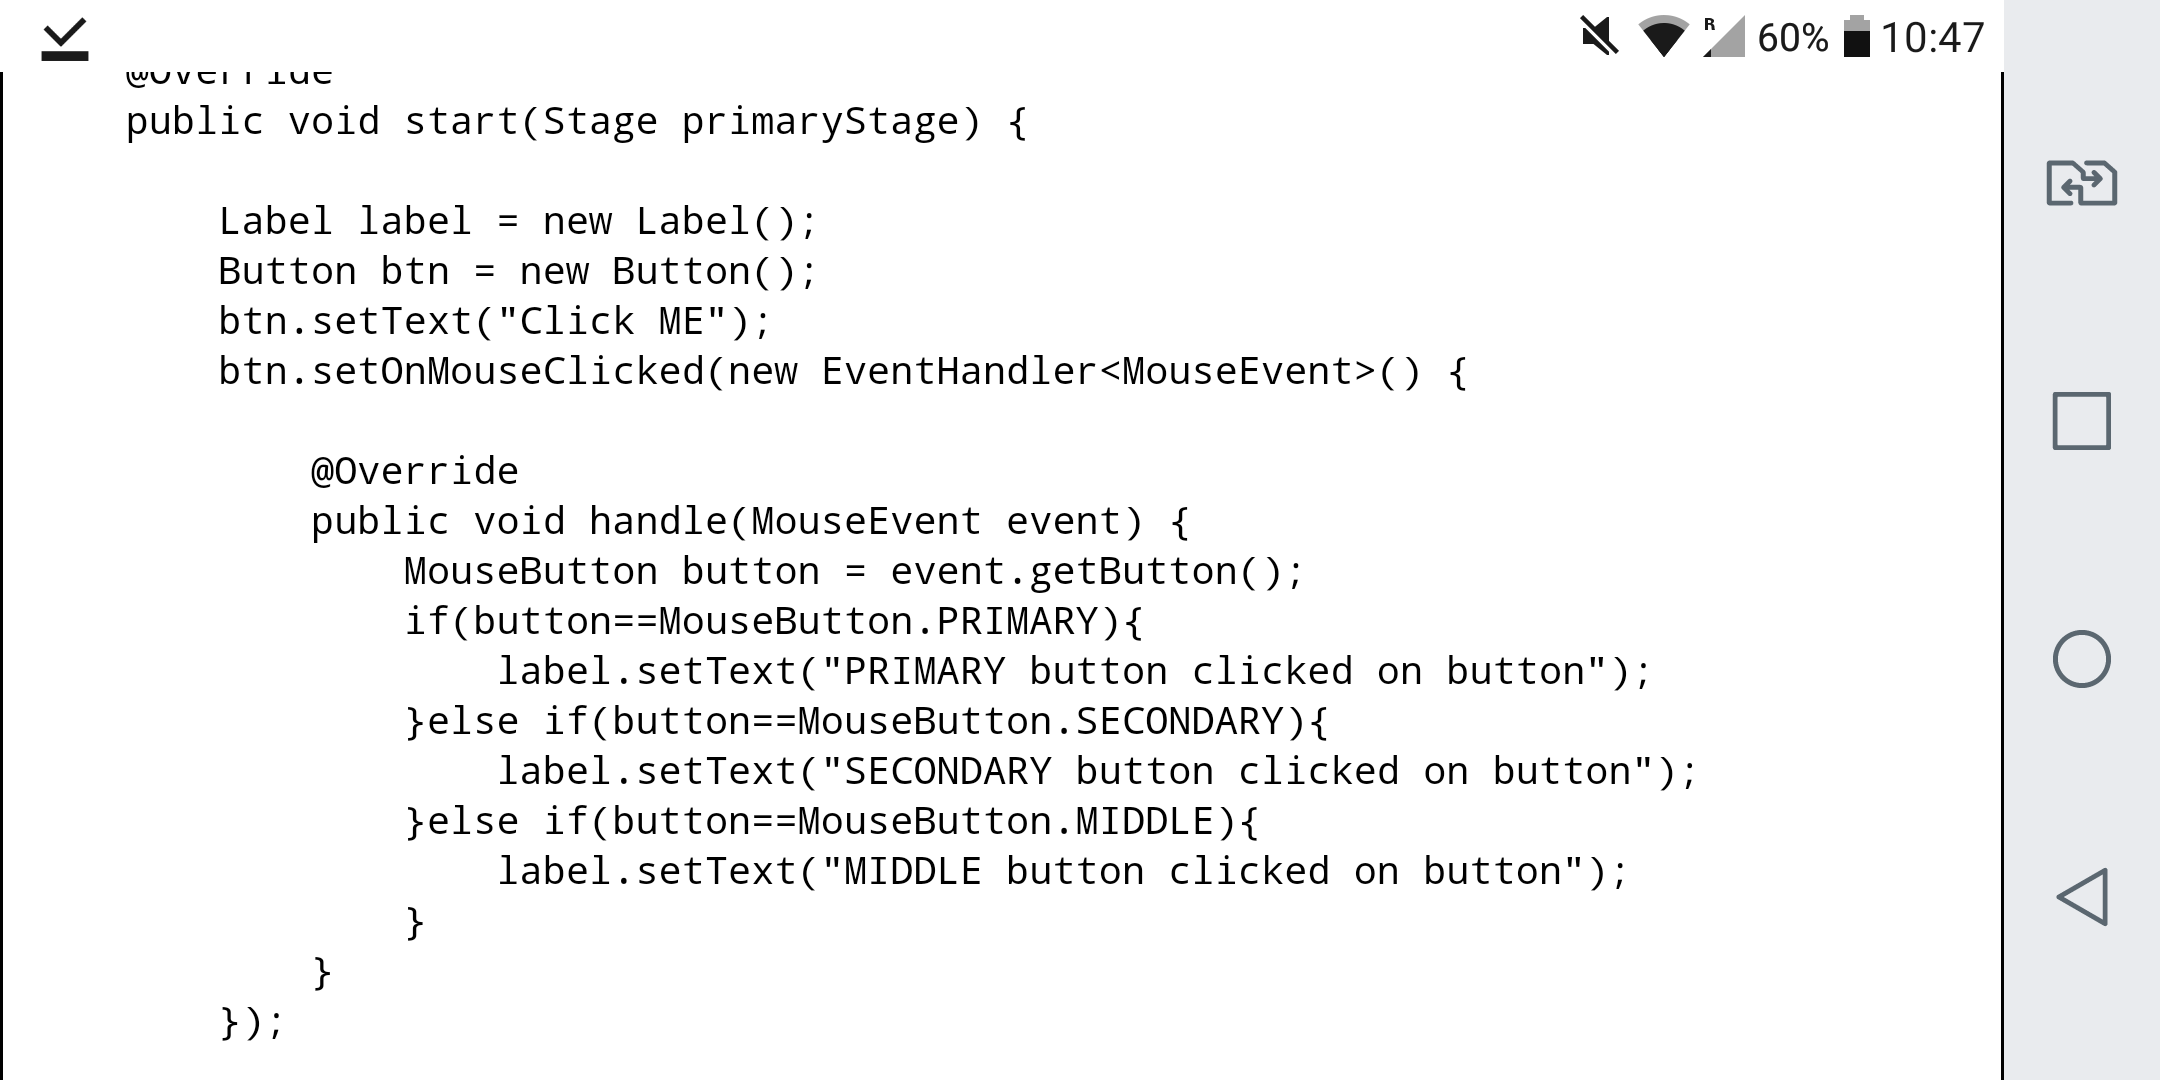 R 60% 10:47
@Override
public void start(Stage primaryStage) {
Label label = new Label();
Button btn = new Button();
btn.setText("Click ME");
btn.setOnMouseClicked(new EventHandler<MouseEvent>() {
@Override
public void handle(MouseEvent event) {
MouseButton button = event.getButton();
if(button==MouseButton.PRIMARY){
label.setText("PRIMARY button clicked on button");
}else if(button==MouseButton.SECONDARY){
label.setText("SECONDARY button clicked on button");
}else if(button==MouseButton.MIDDLE){
label.setText("MIDDLE button clicked on button");
}
}
});